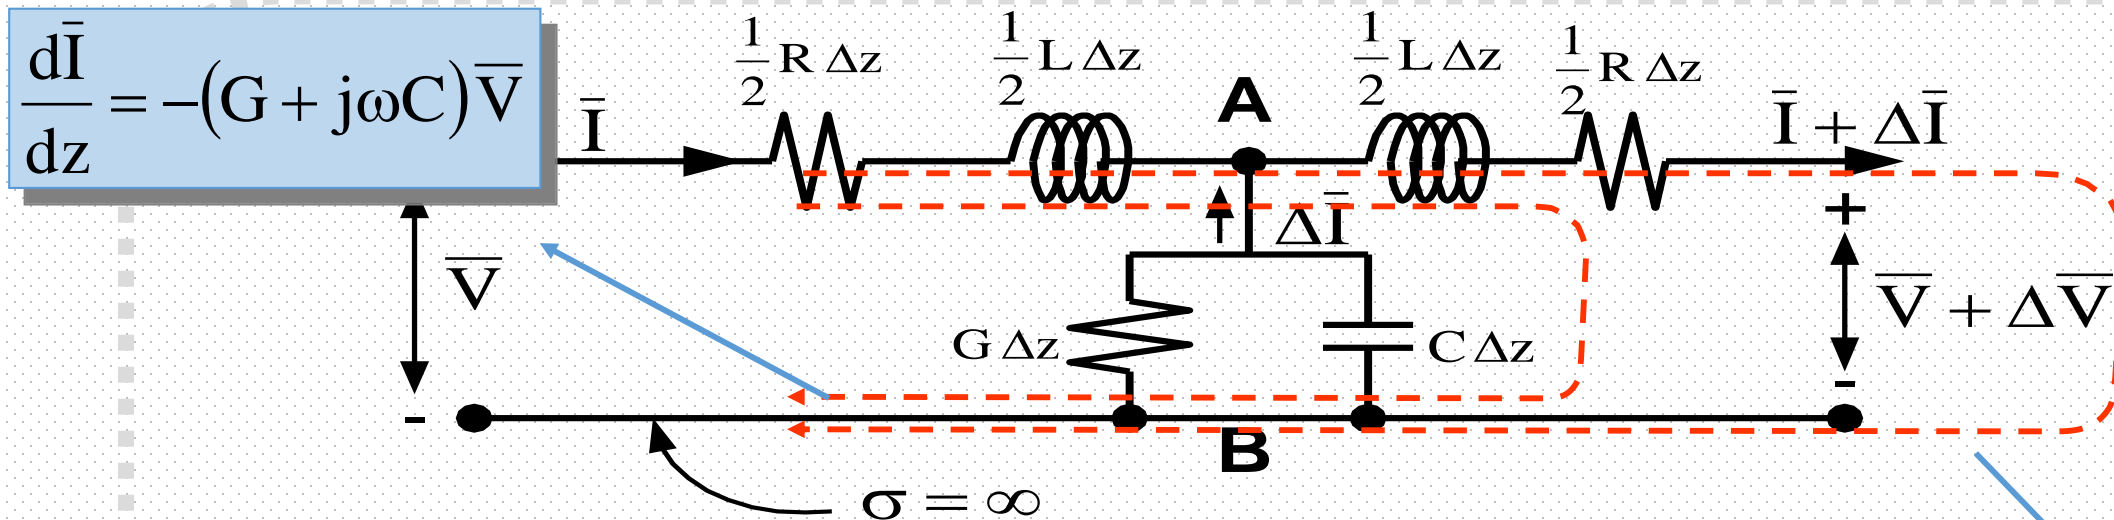 dĪ/dz = −(G + jωC)V̅
Ī
1/2 R Δz
1/2 L Δz
A
1/2 L Δz
1/2 R Δz
Ī + ΔĪ
+
ΔĪ
V̅
G Δz
C Δz
V̅ + ΔV̅
-
-
B
σ = ∞